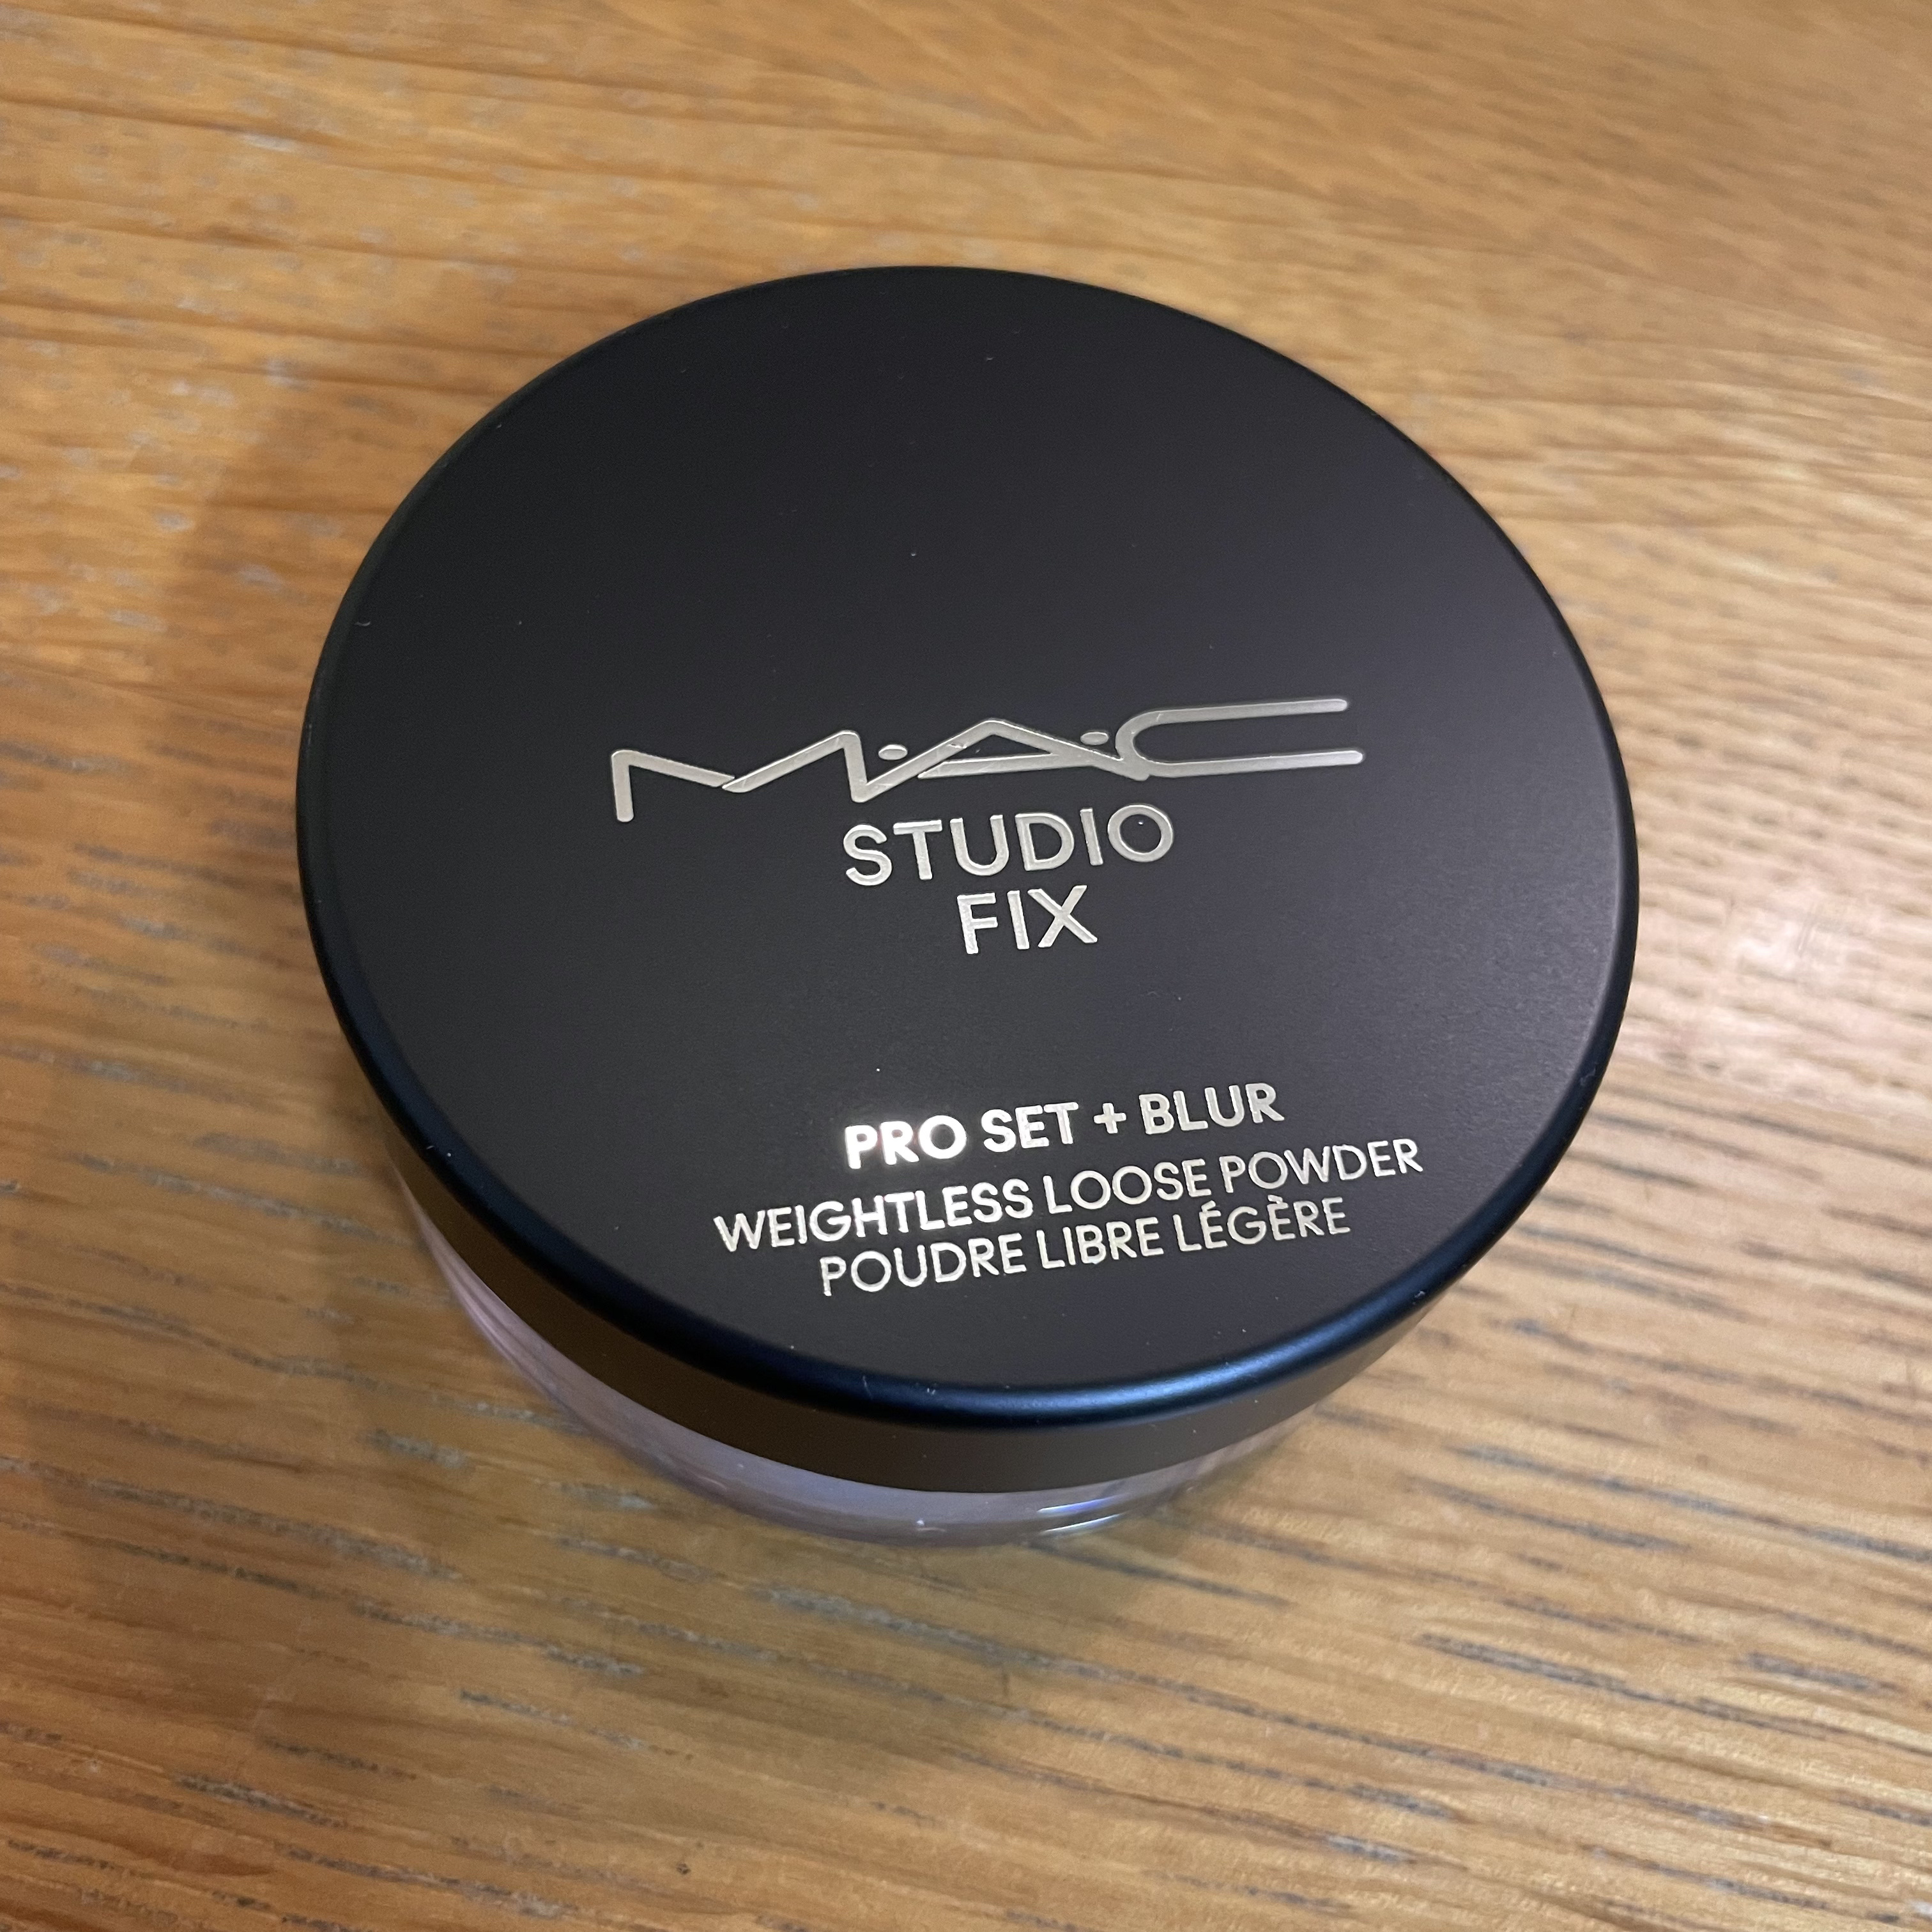 M·A·C
STUDIO
FIX
PRO SET + BLUR
WEIGHTLESS LOOSE POWDER
POUDRE LIBRE LÉGÈRE